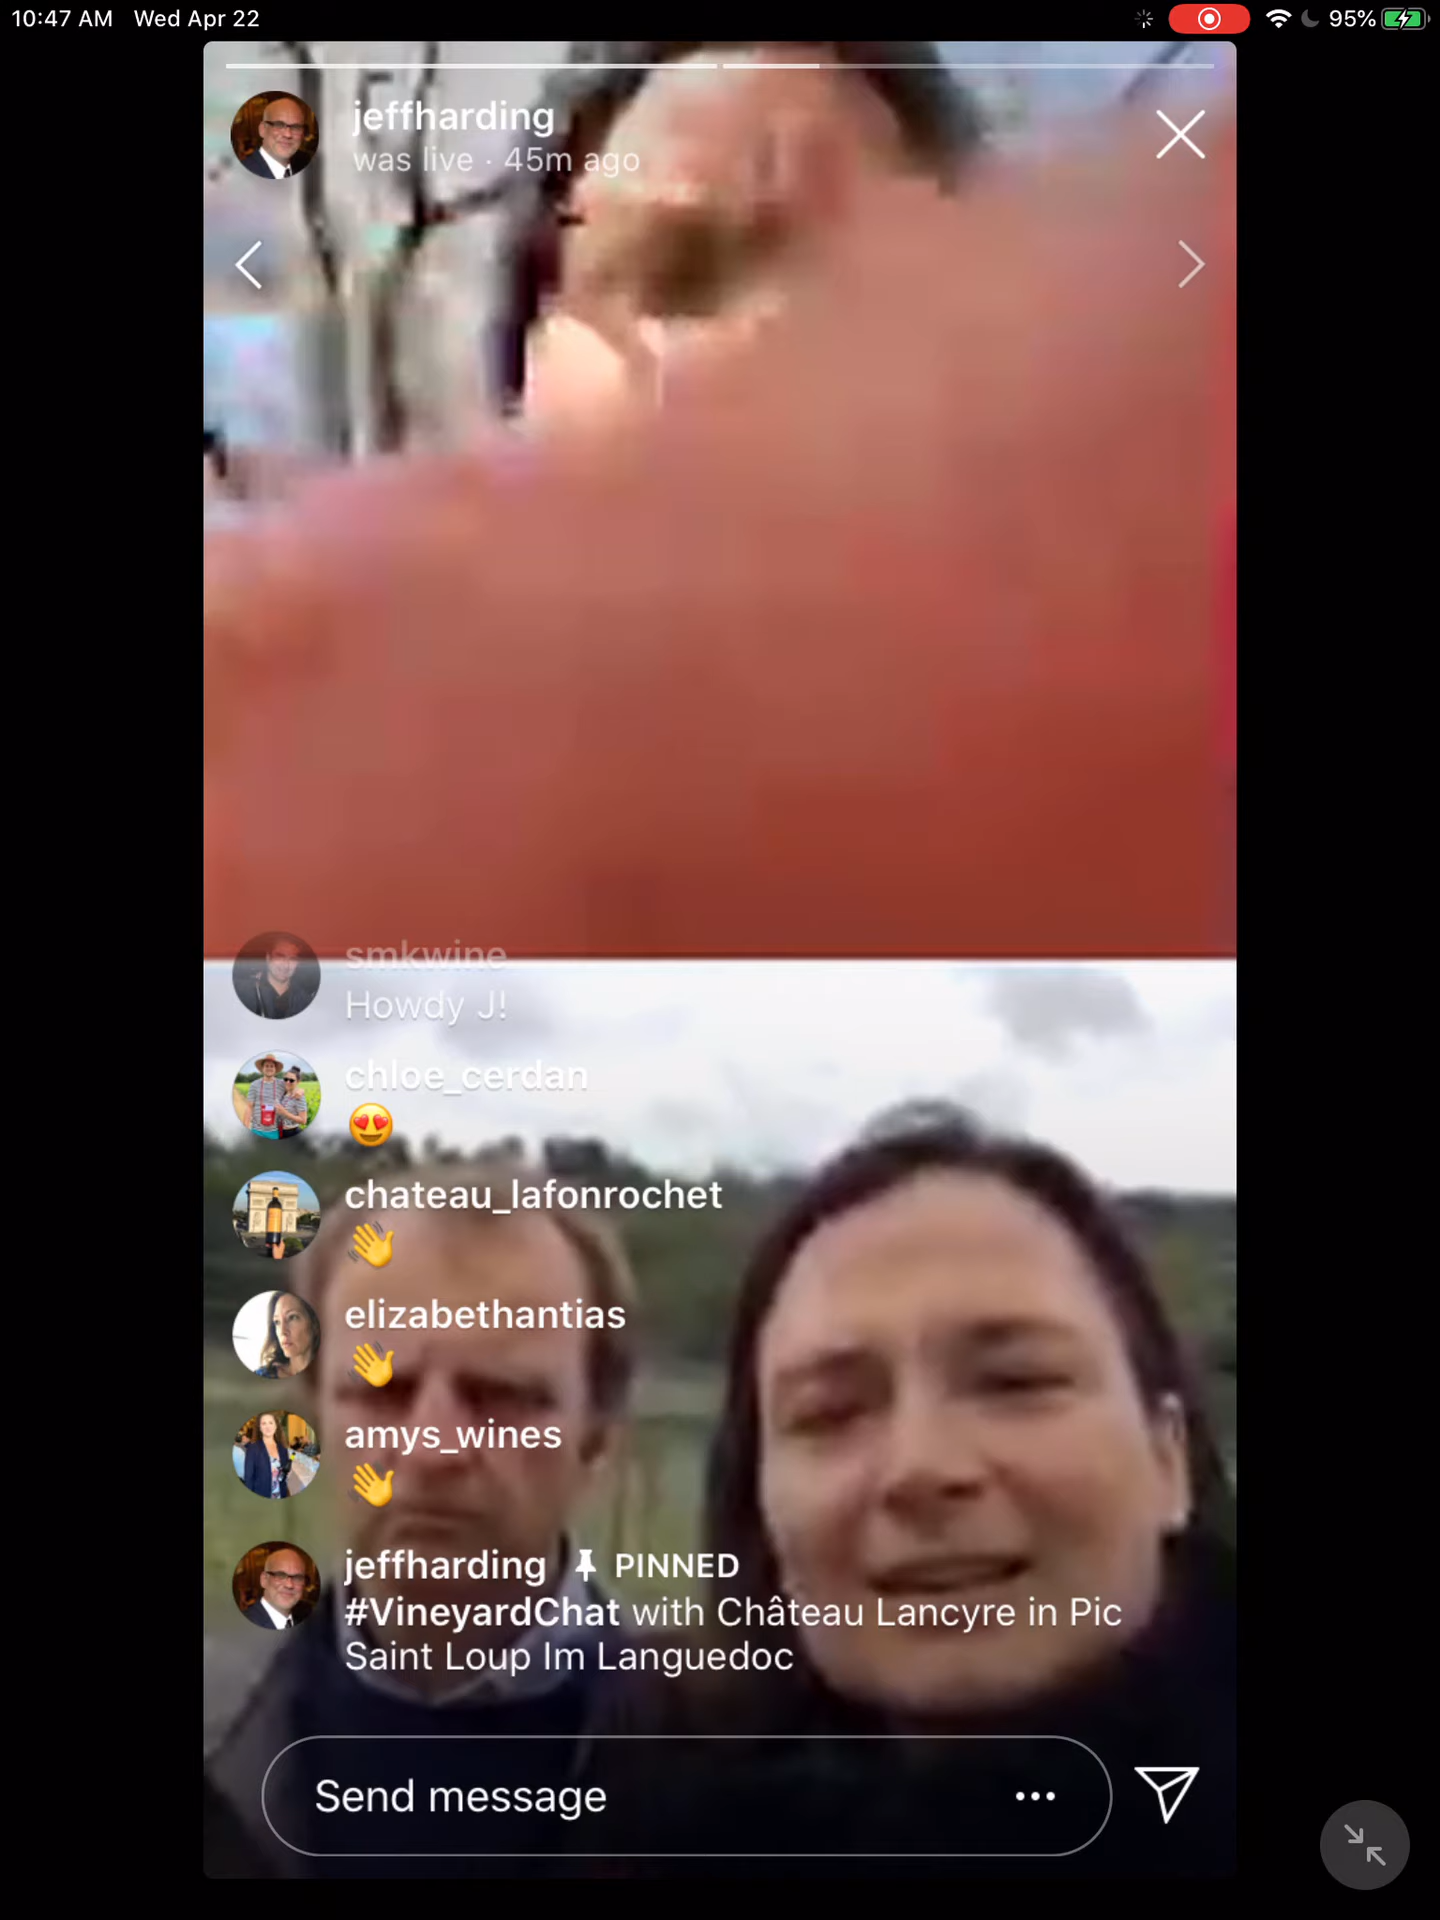 10:47 AM Wed Apr 22
95%
jeffharding
was live · 45m ago
smkwine
Howdy J!
chloe_cerdan
😍
chateau_lafonrochet
👋
elizabethantias
👋
amys_wines
👋
jeffharding PINNED
#VineyardChat with Château Lancyre in Pic
Saint Loup Im Languedoc
Send message